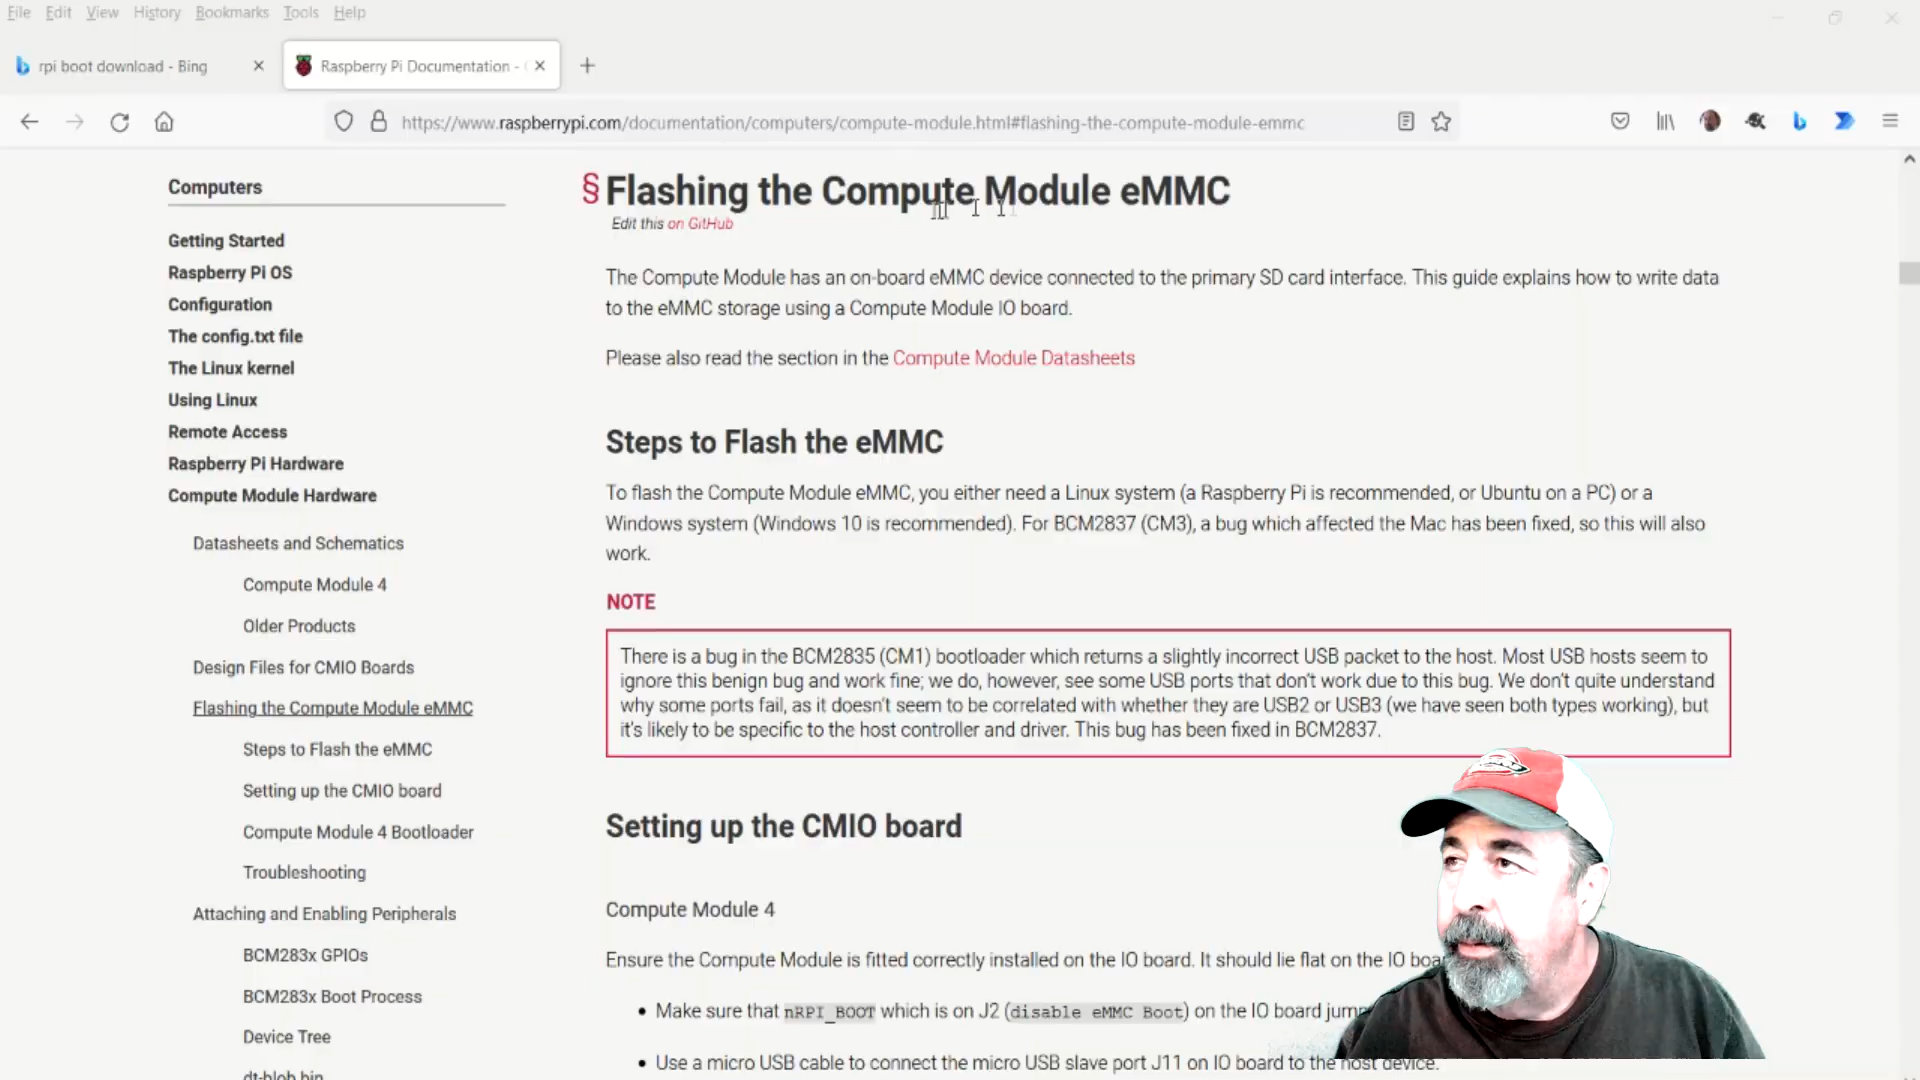 File Edit View History Bookmarks Tools Help
rpi boot download - Bing
Raspberry Pi Documentation -
https://www.raspberrypi.com/documentation/computers/compute-module.html#flashing-the-compute-module-emmc
Computers
Getting Started
Raspberry Pi OS
Configuration
The config.txt file
The Linux kernel
Using Linux
Remote Access
Raspberry Pi Hardware
Compute Module Hardware
Datasheets and Schematics
Compute Module 4
Older Products
Design Files for CMIO Boards
Flashing the Compute Module eMMC
Steps to Flash the eMMC
Setting up the CMIO board
Compute Module 4 Bootloader
Troubleshooting
Attaching and Enabling Peripherals
BCM283x GPIOs
BCM283x Boot Process
Device Tree
dt-blob.bin
§ Flashing the Compute Module eMMC
Edit this on GitHub
The Compute Module has an on-board eMMC device connected to the primary SD card interface. This guide explains how to write data
to the eMMC storage using a Compute Module IO board.
Please also read the section in the Compute Module Datasheets
Steps to Flash the eMMC
To flash the Compute Module eMMC, you either need a Linux system (a Raspberry Pi is recommended, or Ubuntu on a PC) or a
Windows system (Windows 10 is recommended). For BCM2837 (CM3), a bug which affected the Mac has been fixed, so this will also
work.
NOTE
There is a bug in the BCM2835 (CM1) bootloader which returns a slightly incorrect USB packet to the host. Most USB hosts seem to
ignore this benign bug and work fine; we do, however, see some USB ports that don't work due to this bug. We don't quite understand
why some ports fail, as it doesn't seem to be correlated with whether they are USB2 or USB3 (we have seen both types working), but
it's likely to be specific to the host controller and driver. This bug has been fixed in BCM2837.
Setting up the CMIO board
Compute Module 4
Ensure the Compute Module is fitted correctly installed on the IO board. It should lie flat on the IO
• Make sure that nRPI_BOOT which is on J2 (disable eMMC Boot) on the IO board
• Use a micro USB cable to connect the micro USB slave port J11 on IO board to the host device.